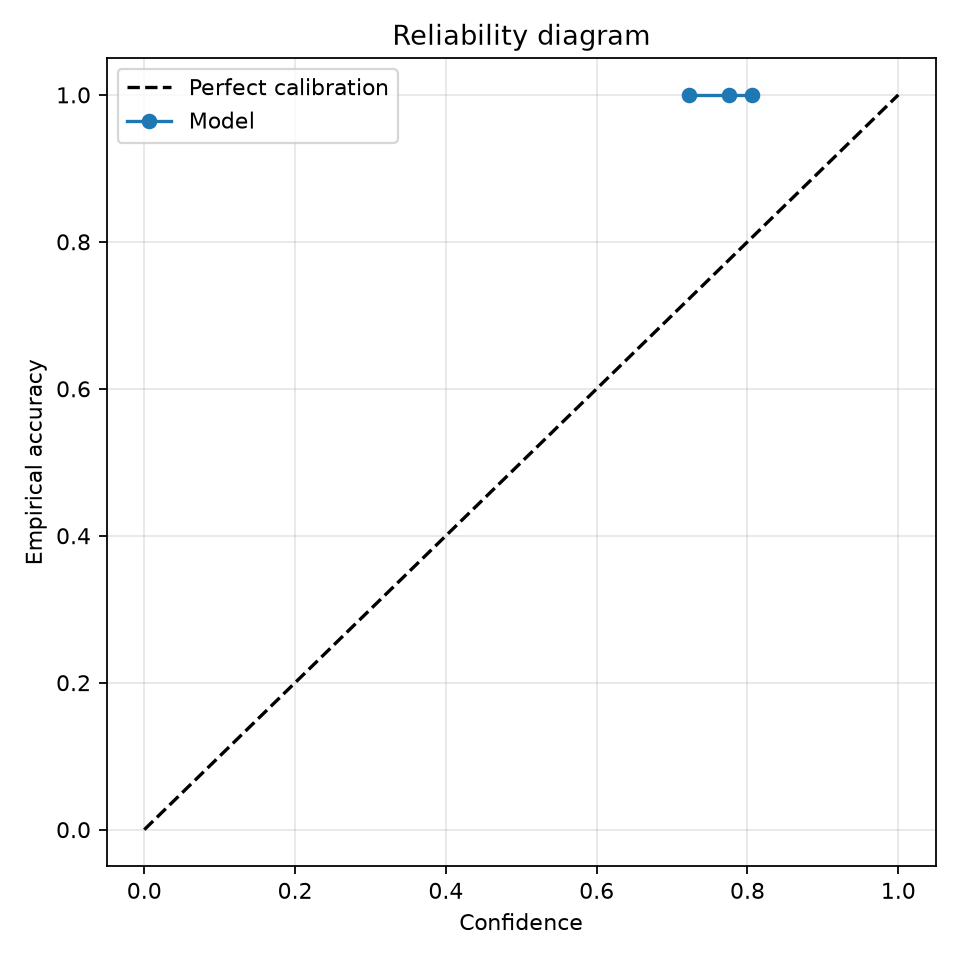 Reliability diagram
Perfect calibration
Model
1.0
0.8
0.6
0.4
0.2
0.0
Empirical accuracy
0.0 0.2 0.4 0.6 0.8 1.0
Confidence